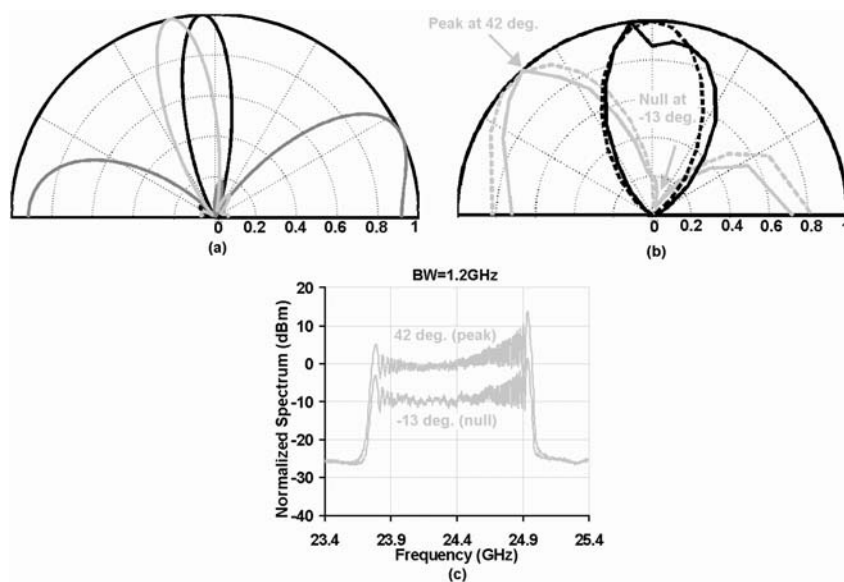 0 0.2 0.4 0.6 0.8 1
(a)
Peak at 42 deg.
Null at
-13 deg.
0 0.2 0.4 0.6 0.8 1
(b)
BW=1.2GHz
Normalized Spectrum (dBm)
20
10
0
-10
-20
-30
-40
42 deg. (peak)
-13 deg. (null)
23.4 23.9 24.4 24.9 25.4
Frequency (GHz)
(c)